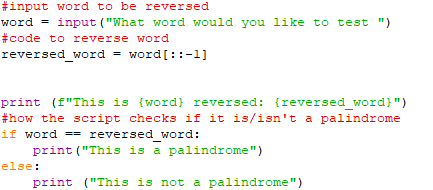 #input word to be reversed
word = input("What word would you like to test ")
#code to reverse word
reversed_word = word[::-1]
print (f"This is {word} reversed: {reversed_word}")
#how the script checks if it is/isn't a palindrome
if word == reversed_word:
    print("This is a palindrome")
else:
    print ("This is not a palindrome")